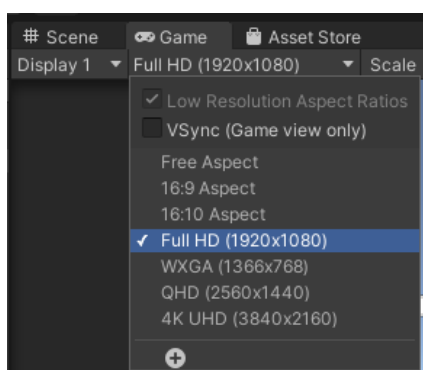 # Scene Game Asset Store
Display 1 Full HD (1920x1080) Scale
Low Resolution Aspect Ratios
VSync (Game view only)
Free Aspect
16:9 Aspect
16:10 Aspect
Full HD (1920x1080)
WXGA (1366x768)
QHD (2560x1440)
4K UHD (3840x2160)